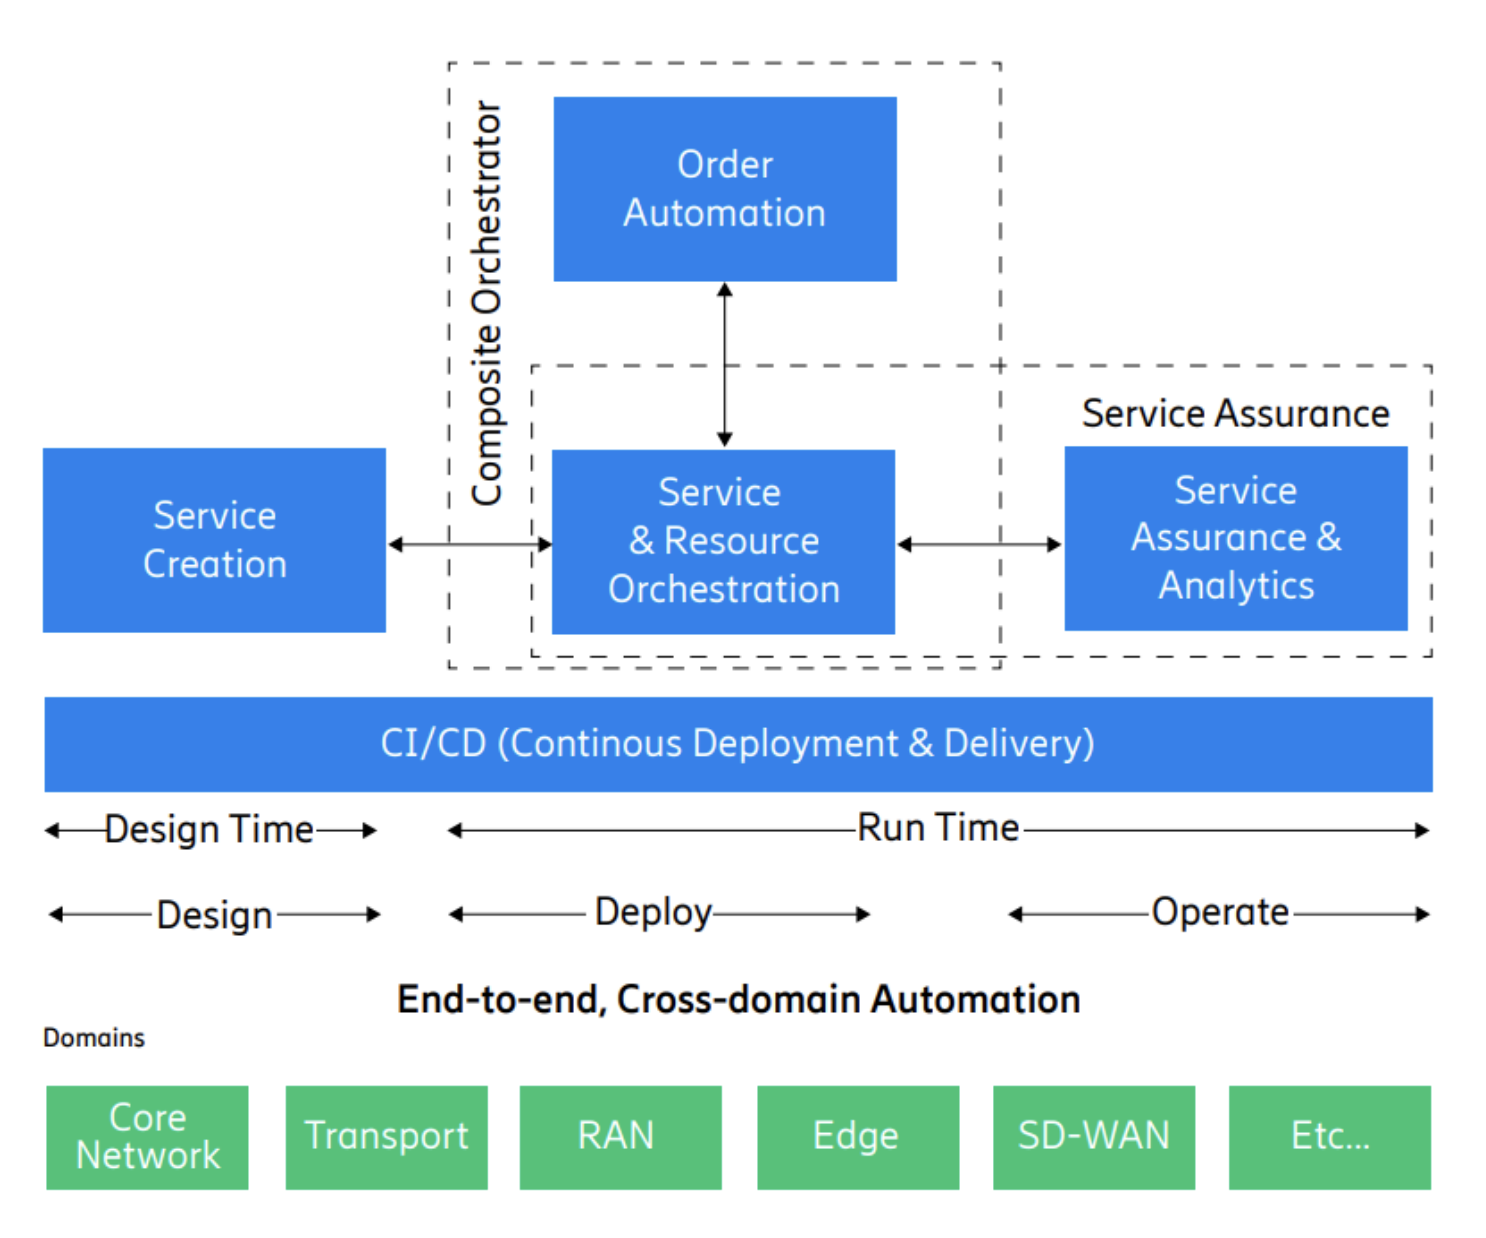 Order
Automation
Composite Orchestrator
Service Assurance
Service
Creation
Service
& Resource
Orchestration
Service
Assurance &
Analytics
CI/CD (Continous Deployment & Delivery)
Design Time
Run Time
Design
Deploy
Operate
End-to-end, Cross-domain Automation
Domains
Core
Network
Transport
RAN
Edge
SD-WAN
Etc...